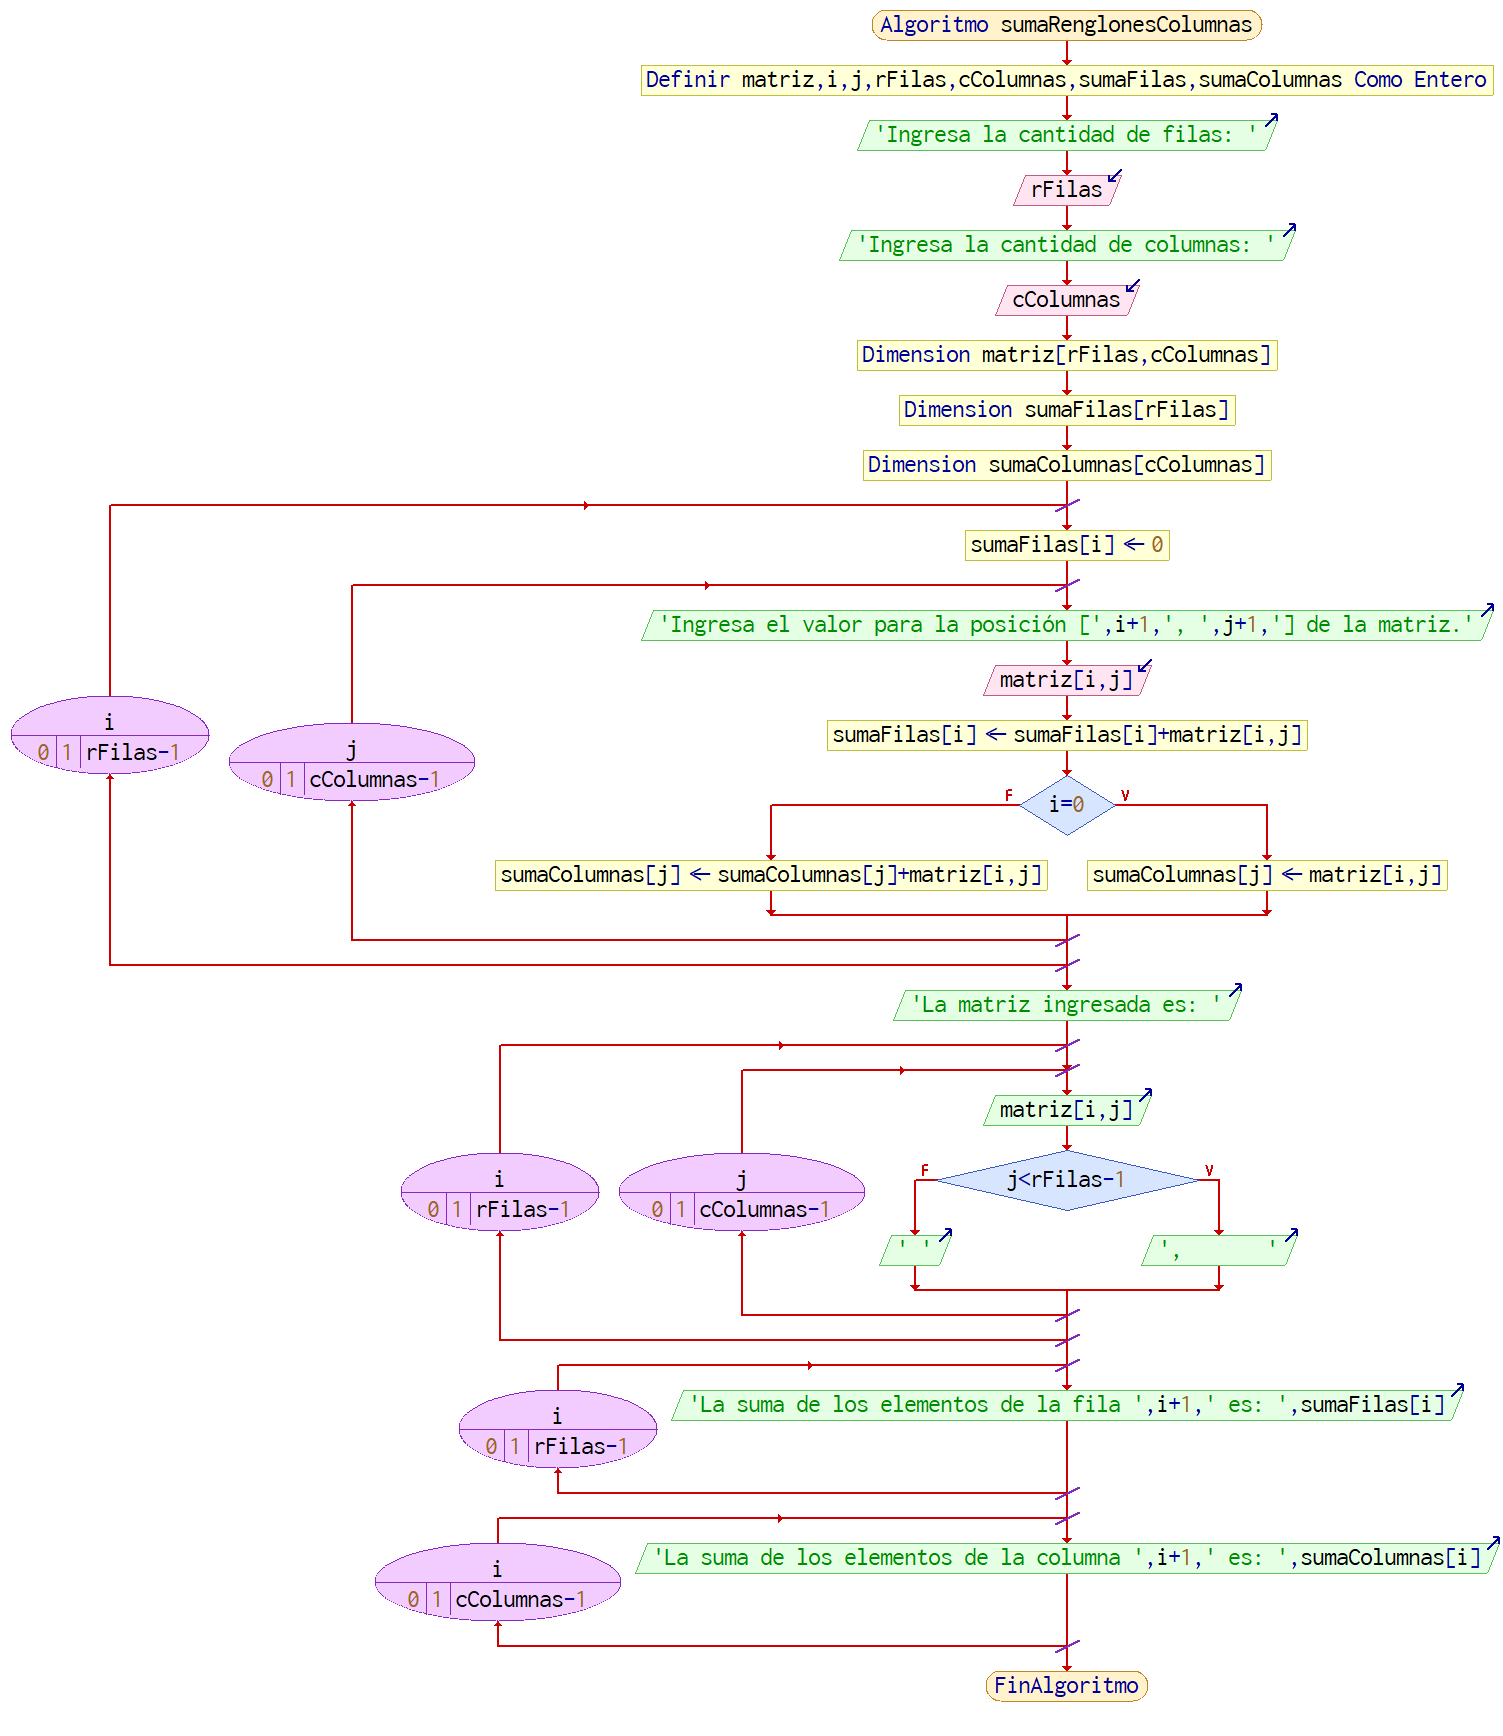 Algoritmo sumaRenglonesColumnas
Definir matriz,i,j,rFilas,cColumnas,sumaFilas,sumaColumnas Como Entero
'Ingresa la cantidad de filas: '
rFilas
'Ingresa la cantidad de columnas: '
cColumnas
Dimension matriz[rFilas,cColumnas]
Dimension sumaFilas[rFilas]
Dimension sumaColumnas[cColumnas]
sumaFilas[i] ← 0
'Ingresa el valor para la posición [',i+1,', ',j+1,'] de la matriz.'
matriz[i,j]
i
0 1 rFilas-1
j
0 1 cColumnas-1
sumaFilas[i] ← sumaFilas[i]+matriz[i,j]
F i=0 V
sumaColumnas[j] ← sumaColumnas[j]+matriz[i,j]
sumaColumnas[j] ← matriz[i,j]
'La matriz ingresada es: '
matriz[i,j]
i
0 1 rFilas-1
j
0 1 cColumnas-1
F j<rFilas-1 V
' '
',       '
i
0 1 rFilas-1
'La suma de los elementos de la fila ',i+1,' es: ',sumaFilas[i]
i
0 1 cColumnas-1
'La suma de los elementos de la columna ',i+1,' es: ',sumaColumnas[i]
FinAlgoritmo